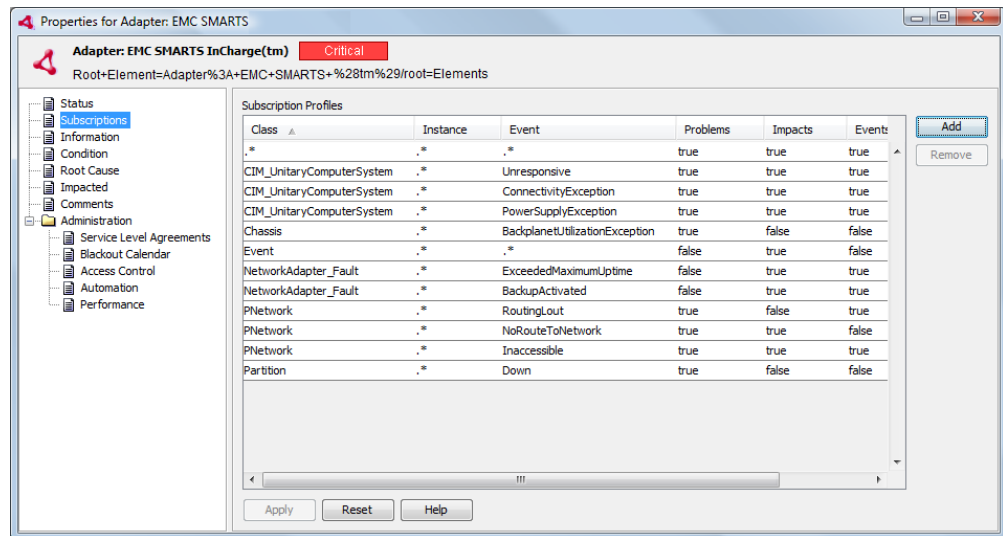 Properties for Adapter: EMC SMARTS
Adapter: EMC SMARTS InCharge(tm) Critical
Root+Element=Adapter%3A+EMC+SMARTS+%28tm%29/root=Elements
Status
Subscriptions
Information
Condition
Root Cause
Impacted
Comments
Administration
Service Level Agreements
Blackout Calendar
Access Control
Automation
Performance
Subscription Profiles
Class Instance Event Problems Impacts Events
.* .* .* true true true
CIM_UnitaryComputerSystem .* Unresponsive true true true
CIM_UnitaryComputerSystem .* ConnectivityException true true true
CIM_UnitaryComputerSystem .* PowerSupplyException true true true
Chassis .* BackplanetUtilizationException true false false
Event .* .* false true false
NetworkAdapter_Fault .* ExceededMaximumUptime false true true
NetworkAdapter_Fault .* BackupActivated false true true
PNetwork .* RoutingLout true false true
PNetwork .* NoRouteToNetwork true true false
PNetwork .* Inaccessible true true true
Partition .* Down true false false
Add
Remove
Apply Reset Help